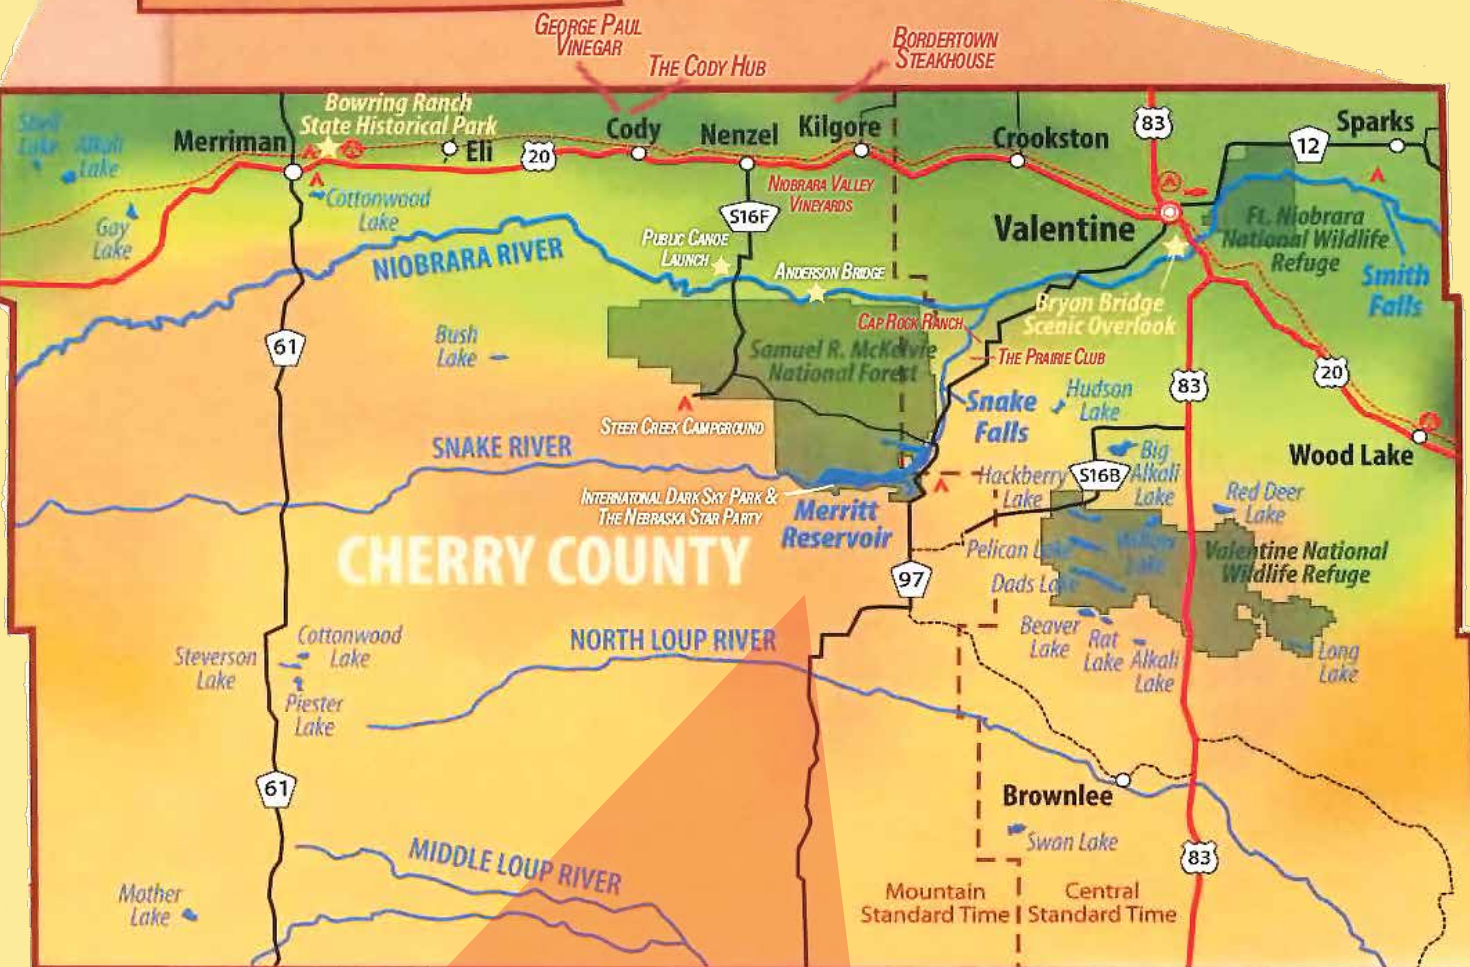 GEORGE PAUL
VINEGAR
THE CODY HUB
BORDERTOWN
STEAKHOUSE
Bowring Ranch
State Historical Park
Shell
Lake
Alkali
Lake
Merriman
Eli
20
Cody
Nenzel
Kilgore
Crookston
83
12
Sparks
Cottonwood
Lake
Gay
Lake
S16F
NIOBRARA VALLEY
VINEYARDS
Valentine
Ft. Niobrara
National Wildlife
Refuge
Smith
Falls
NIOBRARA RIVER
PUBLIC CANOE
LAUNCH
ANDERSON BRIDGE
Bryan Bridge
Scenic Overlook
CAP ROCK RANCH
THE PRAIRIE CLUB
61
Bush
Lake
Samuel R. McKelvie
National Forest
STEER CREEK CAMPGROUND
Snake
Falls
Hudson
Lake
83
20
Wood Lake
SNAKE RIVER
INTERNATONAL DARK SKY PARK &
THE NEBRASKA STAR PARTY
Merritt
Reservoir
Hackberry
Lake
S16B
Big
Alkali
Lake
Red Deer
Lake
CHERRY COUNTY
97
Pelican Lake
Dads Lake
Willow
Lake
Valentine National
Wildlife Refuge
Beaver
Lake
Rat
Lake
Alkali
Lake
Long
Lake
Steverson
Lake
Cottonwood
Lake
Piester
Lake
NORTH LOUP RIVER
61
Brownlee
Swan Lake
83
MIDDLE LOUP RIVER
Mother
Lake
Mountain
Standard Time
Central
Standard Time